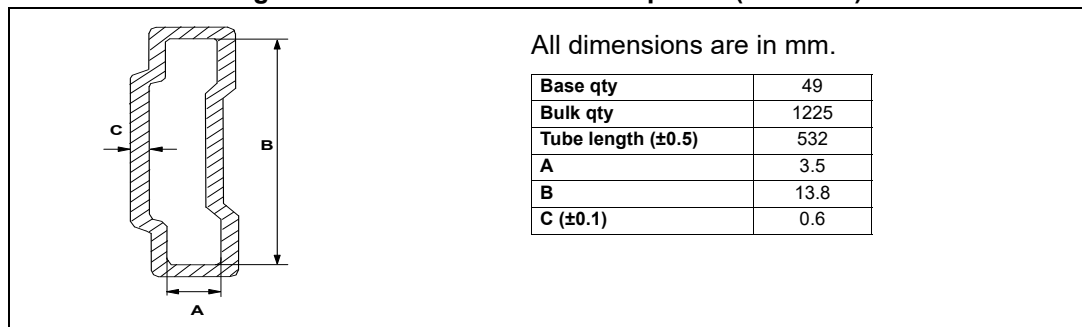 C
B
A
All dimensions are in mm.
Base qty 49
Bulk qty 1225
Tube length (±0.5) 532
A 3.5
B 13.8
C (±0.1) 0.6